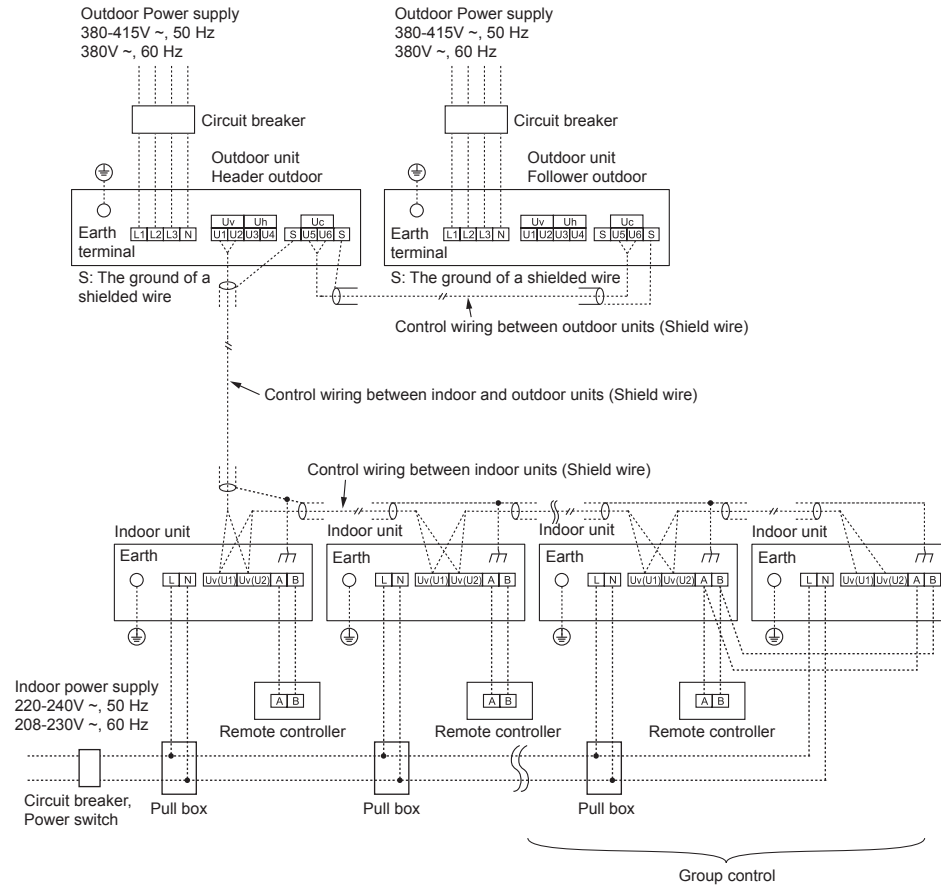 Outdoor Power supply
380-415V ~, 50 Hz
380V ~, 60 Hz
Outdoor Power supply
380-415V ~, 50 Hz
380V ~, 60 Hz
Circuit breaker
Circuit breaker
Outdoor unit
Header outdoor
Outdoor unit
Follower outdoor
Earth
terminal
L1 L2 L3 N
Uv Uh
U1 U2 U3 U4
Uc
S U5 U6 S
Earth
terminal
L1 L2 L3 N
Uv Uh
U1 U2 U3 U4
Uc
S U5 U6 S
S: The ground of a
shielded wire
S: The ground of a
shielded wire
Control wiring between outdoor units (Shield wire)
Control wiring between indoor and outdoor units (Shield wire)
Control wiring between indoor units (Shield wire)
Indoor unit
Indoor unit
Indoor unit
Indoor unit
Earth
Earth
Earth
Earth
L N Uv(U1) Uv(U2) A B
L N Uv(U1) Uv(U2) A B
L N Uv(U1) Uv(U2) A B
L N Uv(U1) Uv(U2) A B
Indoor power supply
220-240V ~, 50 Hz
208-230V ~, 60 Hz
A B
A B
A B
Remote controller
Remote controller
Remote controller
Circuit breaker,
Power switch
Pull box
Pull box
Pull box
Group control